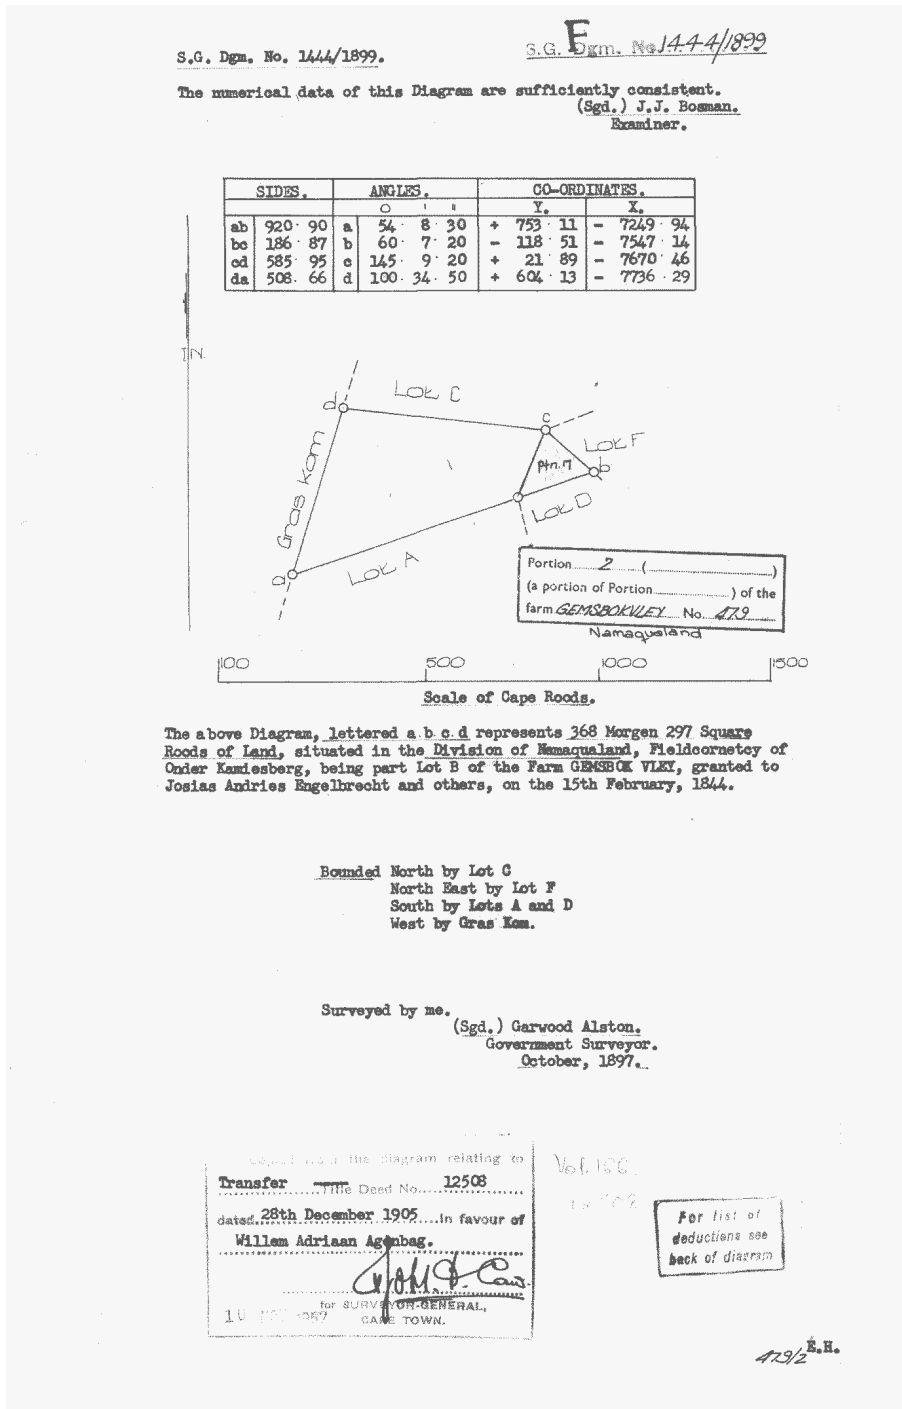 S.G. Dgm. No. 1444/1899.
S.G. F Dgm. No 1444/1899
The numerical data of this Diagram are sufficiently consistent.
(Sgd.) J.J. Bosman.
Examiner.
SIDES. ANGLES. CO-ORDINATES.
O ' " Y. X.
ab 920· 90 a 54· 8· 30 + 753· 11 - 7249· 94
bc 186· 87 b 60· 7· 20 - 118· 51 - 7547· 14
cd 585· 95 c 145· 9· 20 + 21· 89 - 7670· 46
da 508· 66 d 100· 34· 50 + 604· 13 - 7736· 29
T.N.
Lot C
d
c
Lot F
Gras Kom
Ptn. 7
b
Lot D
a
Lot A
Portion 2 ( )
(a portion of Portion ) of the
farm GEMSBOKVLEY No. 479
Namaqualand
100 500 1000 1500
Scale of Cape Roods.
The above Diagram, lettered a.b.c.d represents 368 Morgen 297 Square
Roods of Land, situated in the Division of Namaqualand, Fieldcornetcy of
Onder Kamiesberg, being part Lot B of the Farm GEMSBOK VLEY, granted to
Josias Andries Engelbrecht and others, on the 15th February, 1844.
Bounded North by Lot C
North East by Lot F
South by Lots A and D
West by Gras Kom.
Surveyed by me.
(Sgd.) Garwood Alston.
Government Surveyor.
October, 1897.
the diagram relating to
Transfer Title Deed No. 12508
dated 28th December 1905 in favour of
Willem Adriaan Agenbag.
for SURVEYOR-GENERAL,
CAPE TOWN.
Vol. 166
For list of
deductions see
back of diagram
E.H.
479/2